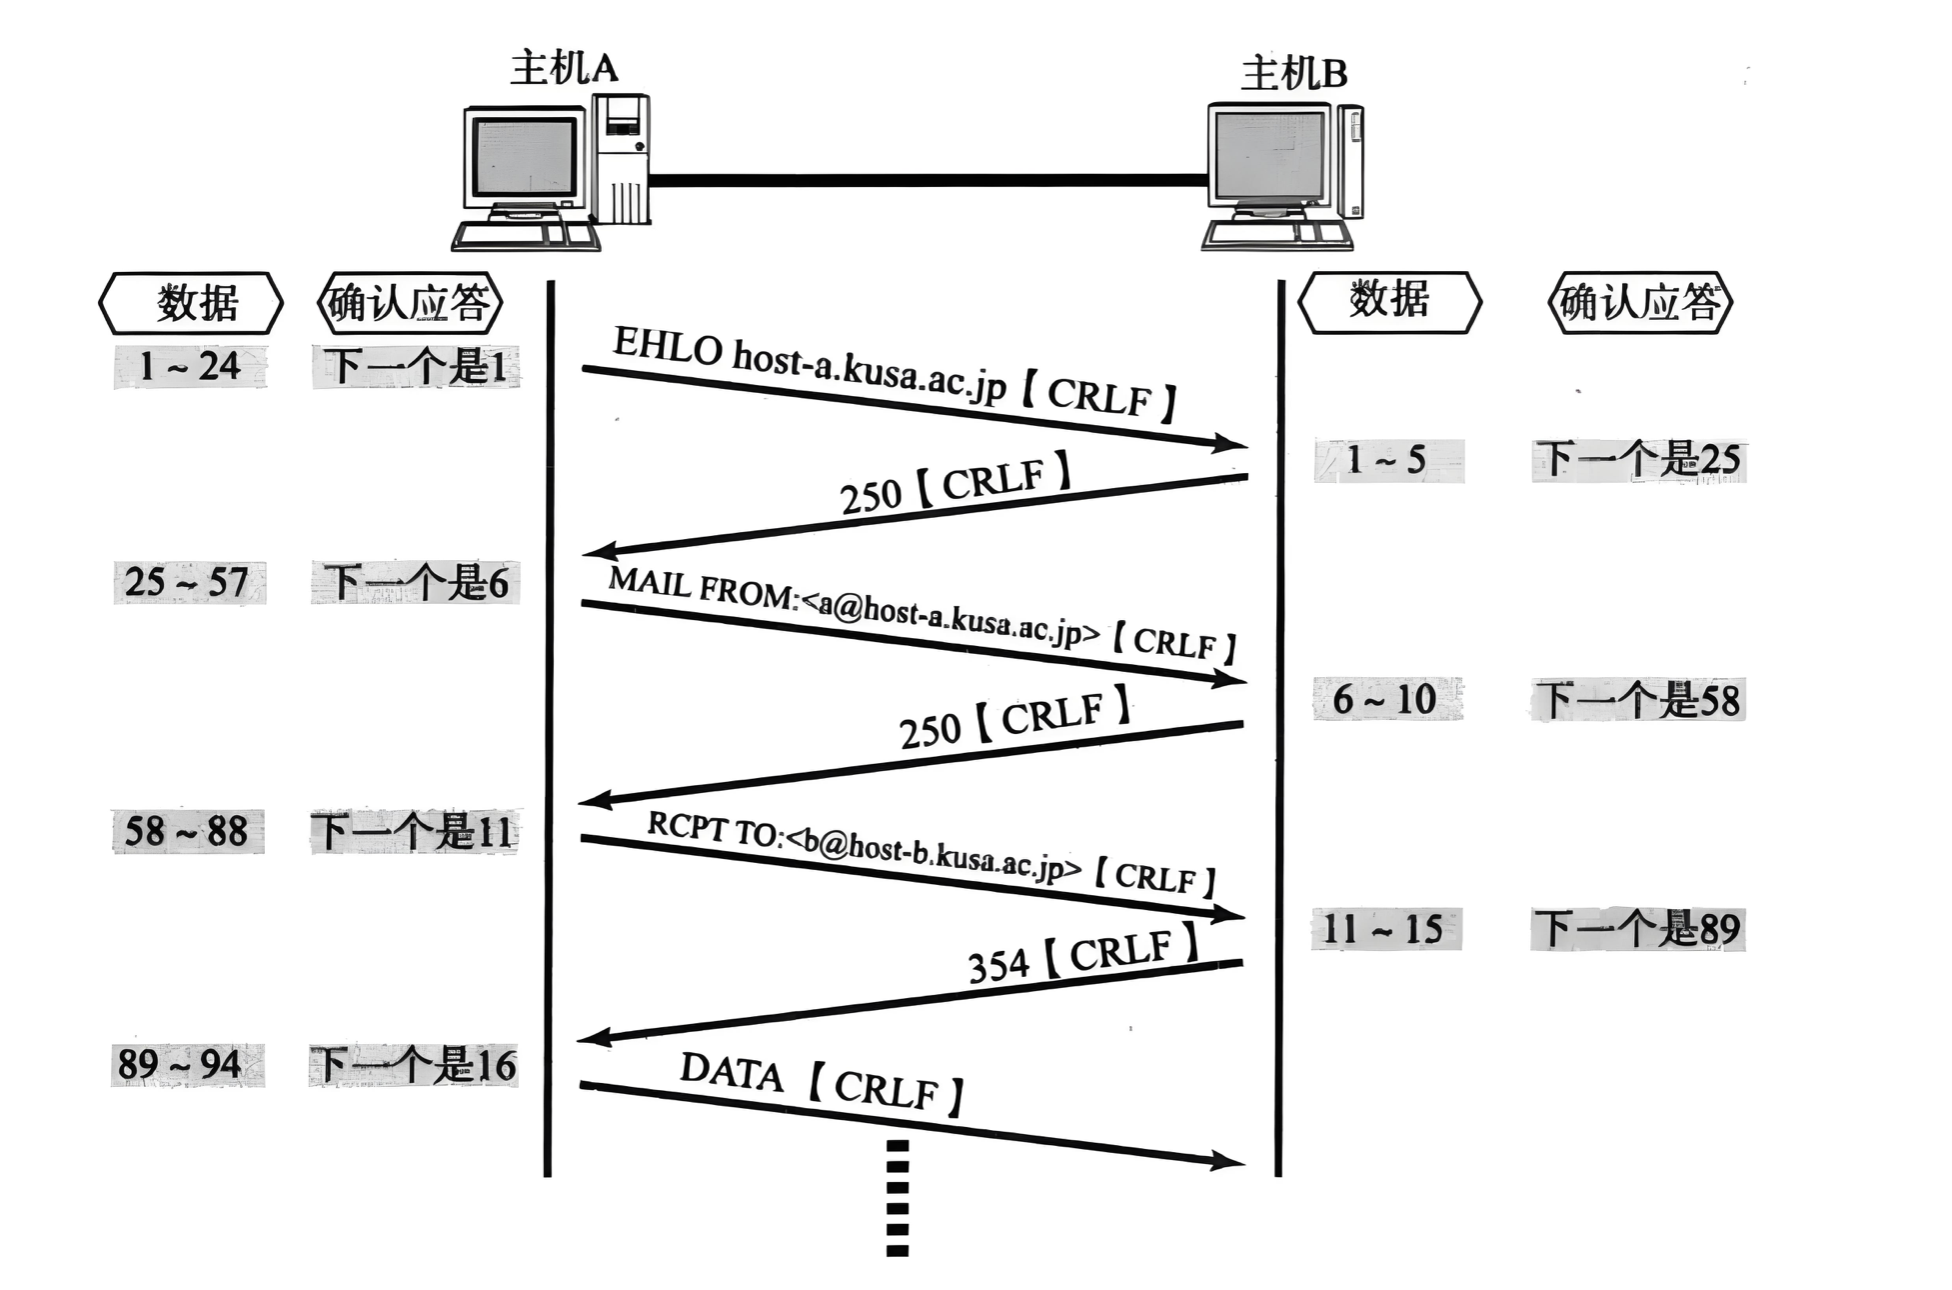 主机A
主机B
数据
确认应答
数据
确认应答
1 ~ 24
下一个是1
EHLO host-a.kusa.ac.jp【 CRLF 】
250【 CRLF 】
1 ~ 5
下一个是25
25 ~ 57
下一个是6
MAIL FROM:<a@host-a.kusa.ac.jp>【 CRLF 】
250【 CRLF 】
6 ~ 10
下一个是58
58 ~ 88
下一个是11
RCPT TO:<b@host-b.kusa.ac.jp>【 CRLF 】
354【 CRLF 】
11 ~ 15
下一个是89
89 ~ 94
下一个是16
DATA 【 CRLF 】